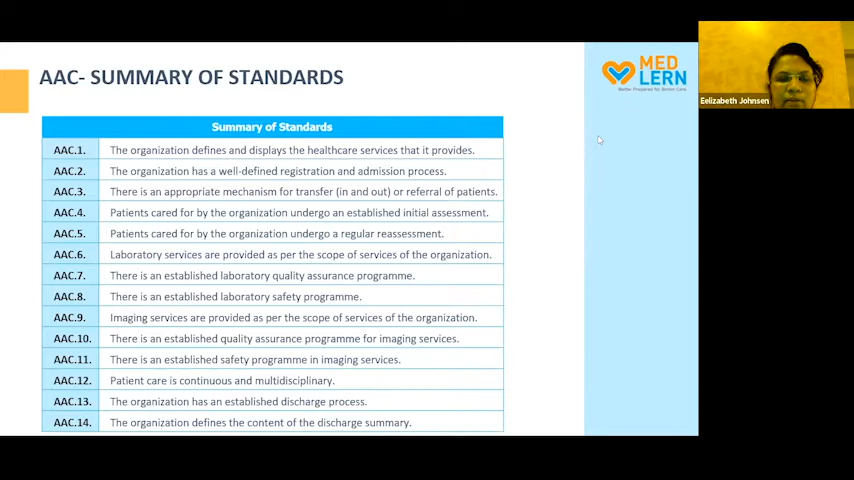 AAC- SUMMARY OF STANDARDS
MED
LERN
Better Prepared for Better Care
Eelizabeth Johnsen
Summary of Standards
AAC.1. The organization defines and displays the healthcare services that it provides.
AAC.2. The organization has a well-defined registration and admission process.
AAC.3. There is an appropriate mechanism for transfer (in and out) or referral of patients.
AAC.4. Patients cared for by the organization undergo an established initial assessment.
AAC.5. Patients cared for by the organization undergo a regular reassessment.
AAC.6. Laboratory services are provided as per the scope of services of the organization.
AAC.7. There is an established laboratory quality assurance programme.
AAC.8. There is an established laboratory safety programme.
AAC.9. Imaging services are provided as per the scope of services of the organization.
AAC.10. There is an established quality assurance programme for imaging services.
AAC.11. There is an established safety programme in imaging services.
AAC.12. Patient care is continuous and multidisciplinary.
AAC.13. The organization has an established discharge process.
AAC.14. The organization defines the content of the discharge summary.